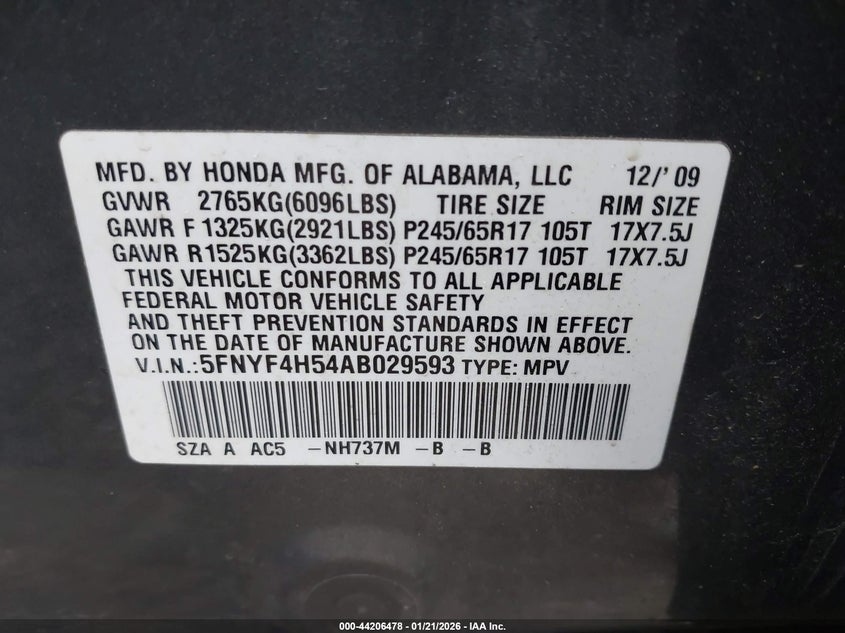 MFD. BY HONDA MFG. OF ALABAMA, LLC 12/'09
GVWR 2765KG(6096LBS) TIRE SIZE RIM SIZE
GAWR F 1325KG(2921LBS) P245/65R17 105T 17X7.5J
GAWR R1525KG(3362LBS) P245/65R17 105T 17X7.5J
THIS VEHICLE CONFORMS TO ALL APPLICABLE
FEDERAL MOTOR VEHICLE SAFETY
AND THEFT PREVENTION STANDARDS IN EFFECT
ON THE DATE OF MANUFACTURE SHOWN ABOVE.
V.I.N.:5FNYF4H54AB029593 TYPE: MPV
SZA A AC5 -NH737M -B -B
000-44206478 - 01/21/2026 - IAA Inc.